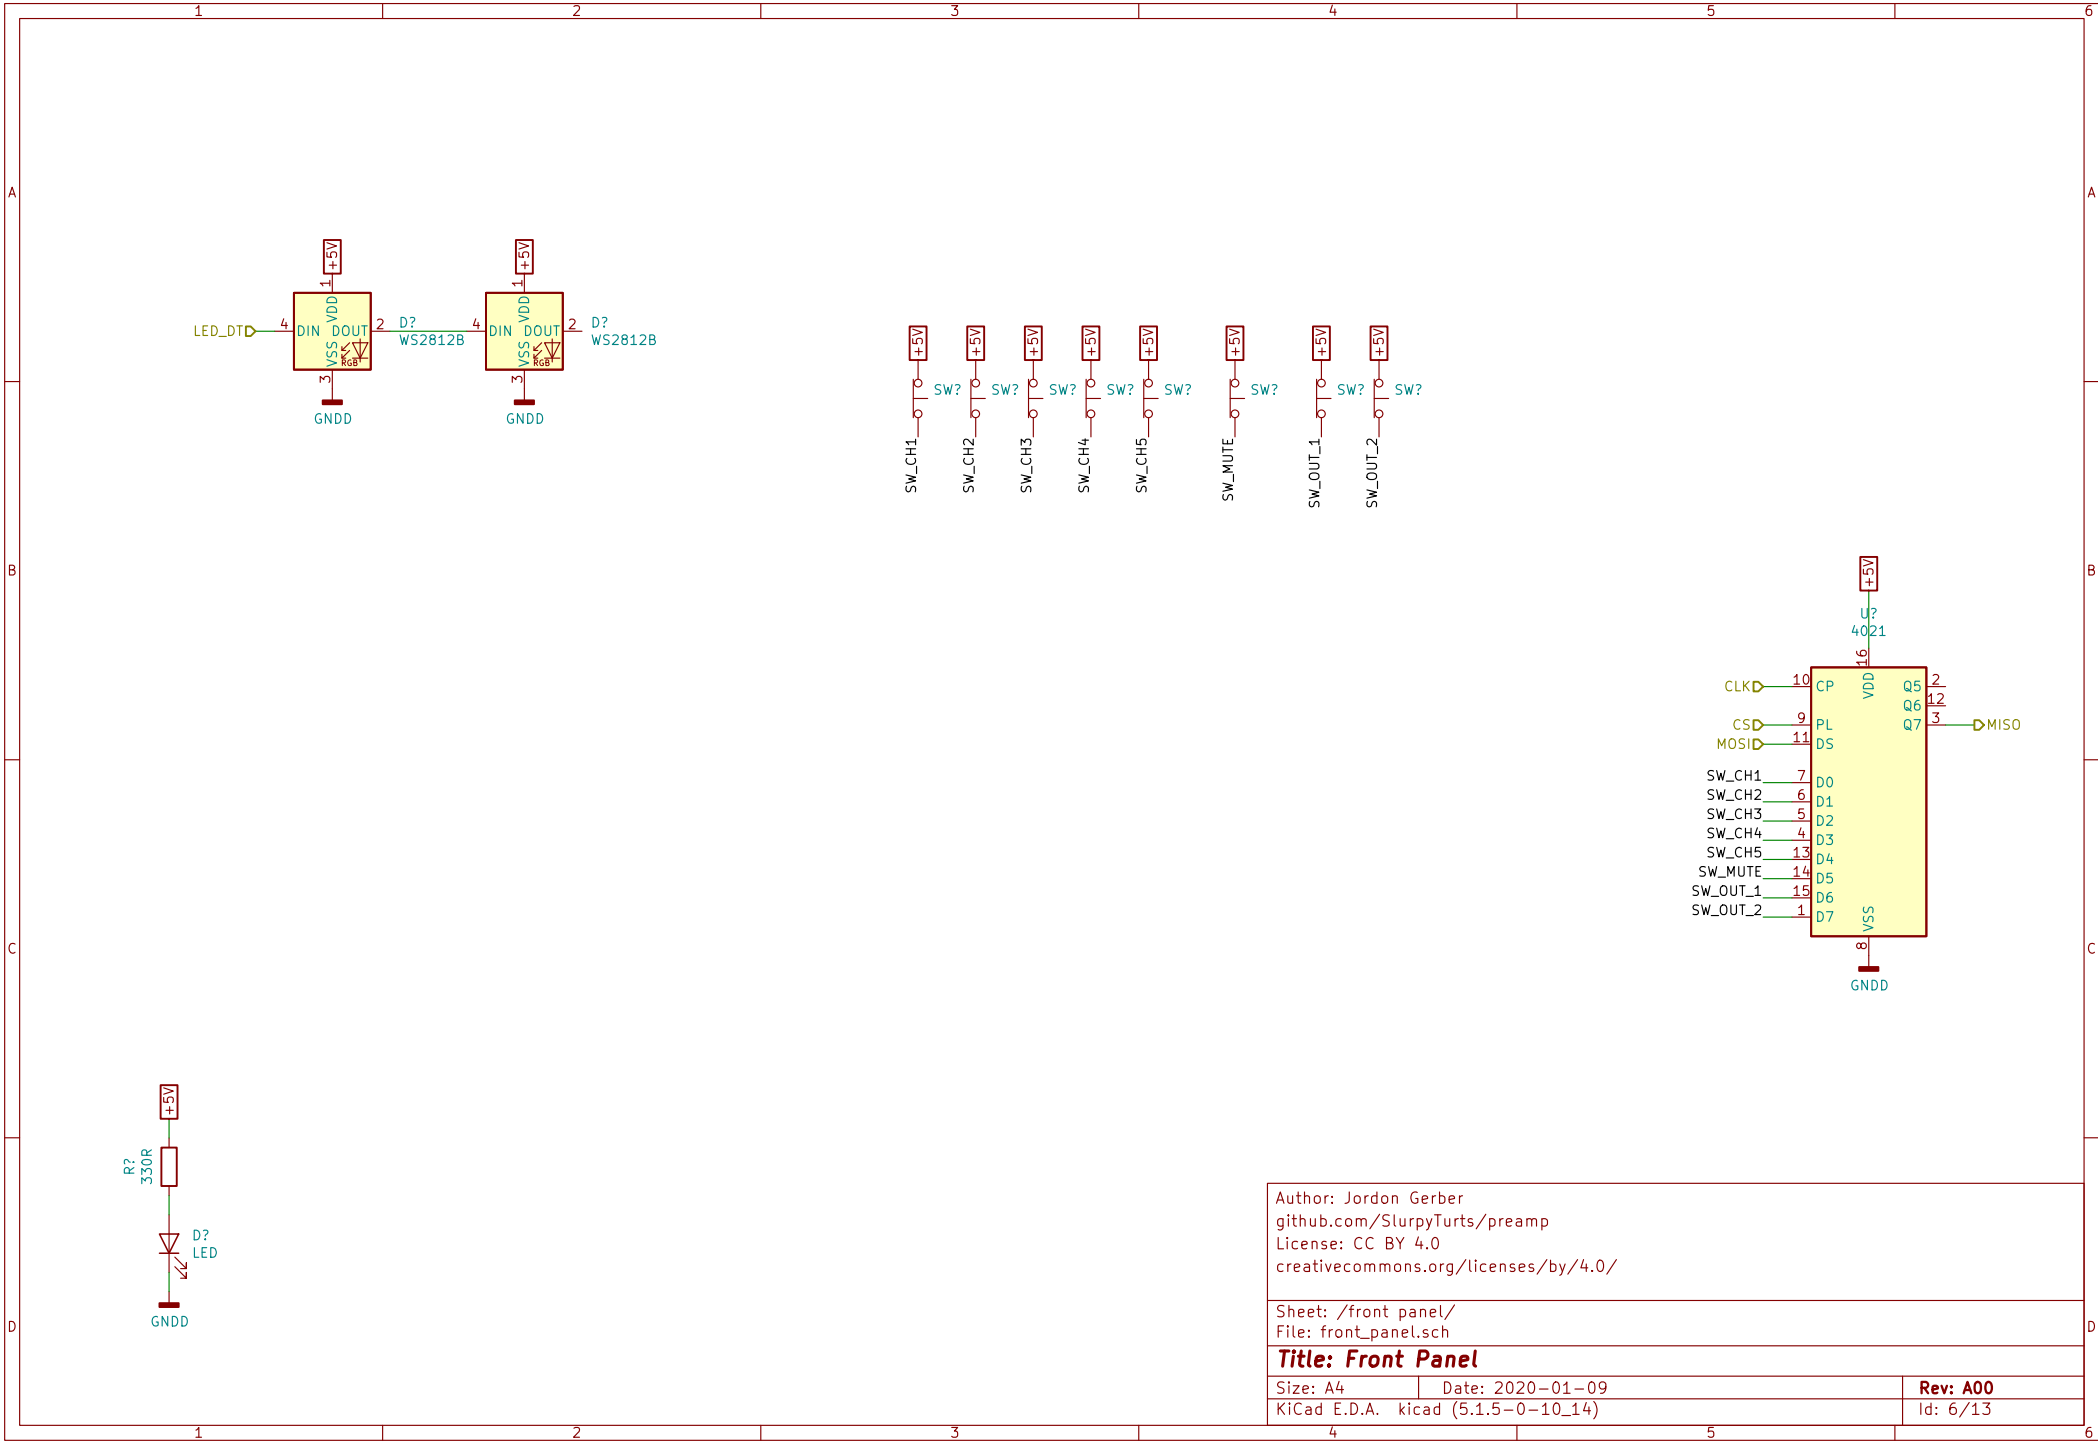 1 2 3 4 5 6
A A
+5V +5V
1 1
VDD VDD
LED_DT 4 DIN DOUT 2 D? 4 DIN DOUT 2 D?
WS2812B WS2812B
VSS RGB VSS RGB
3 3
GNDD GNDD
+5V +5V +5V +5V +5V +5V +5V +5V
SW? SW? SW? SW? SW? SW? SW? SW?
SW_CH1 SW_CH2 SW_CH3 SW_CH4 SW_CH5 SW_MUTE SW_OUT_1 SW_OUT_2
B B
+5V
U?
4021
16
VDD
CLK 10 CP Q5 2
Q6 12
CS 9 PL Q7 3 MISO
MOSI 11 DS
SW_CH1 7 D0
SW_CH2 6 D1
SW_CH3 5 D2
SW_CH4 4 D3
SW_CH5 13 D4
SW_MUTE 14 D5
SW_OUT_1 15 D6
SW_OUT_2 1 D7
VSS
8
GNDD
C C
+5V
R?
330R
D?
LED
GNDD
D D
Author: Jordon Gerber
github.com/SlurpyTurts/preamp
License: CC BY 4.0
creativecommons.org/licenses/by/4.0/
Sheet: /front panel/
File: front_panel.sch
Title: Front Panel
Size: A4 Date: 2020-01-09 Rev: A00
KiCad E.D.A. kicad (5.1.5-0-10_14) Id: 6/13
1 2 3 4 5 6